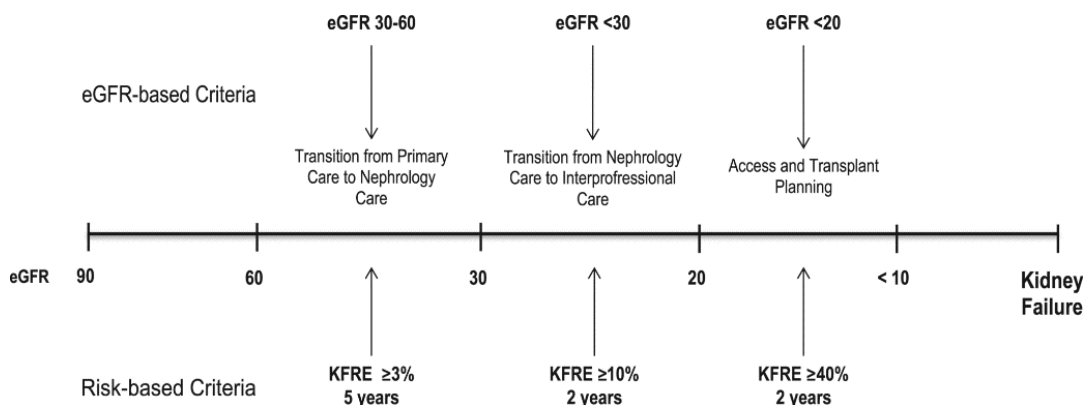 eGFR 30-60
eGFR <30
eGFR <20
eGFR-based Criteria
Transition from Primary
Care to Nephrology
Care
Transition from Nephrology
Care to Interprofressional
Care
Access and Transplant
Planning
eGFR
90
60
30
20
< 10
Kidney
Failure
Risk-based Criteria
KFRE ≥3%
5 years
KFRE ≥10%
2 years
KFRE ≥40%
2 years